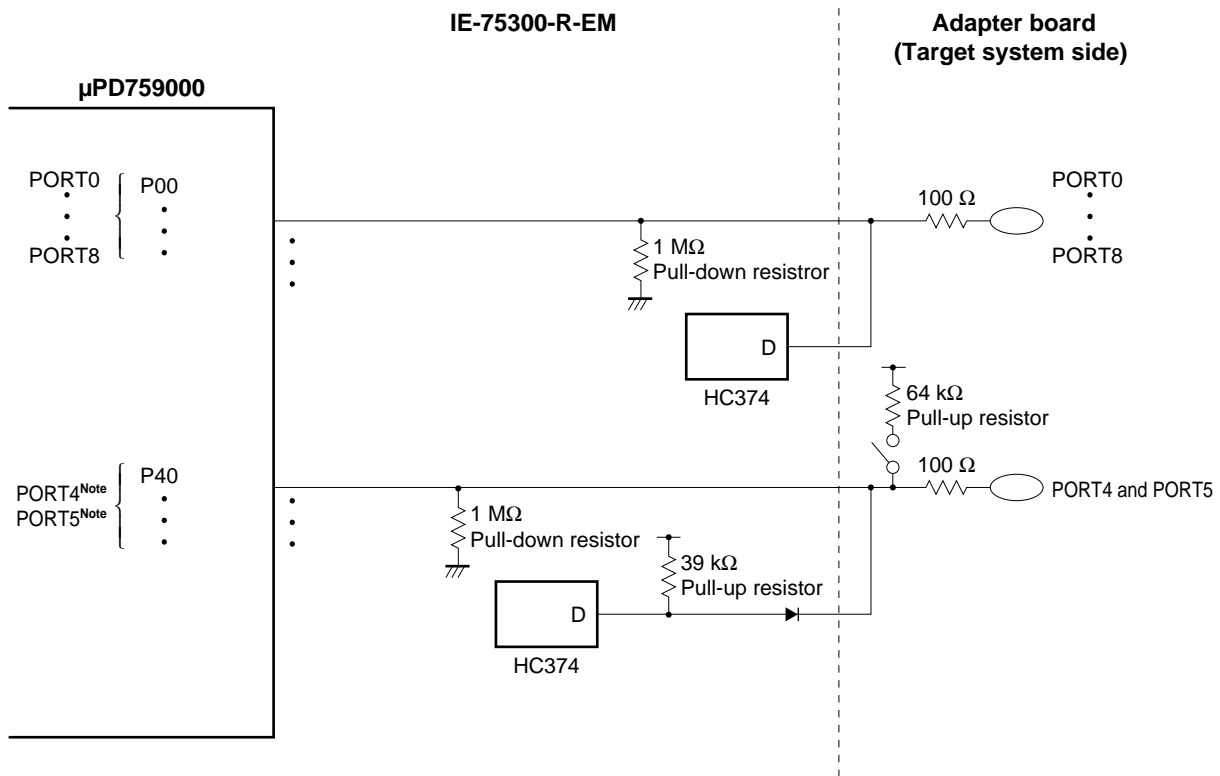 IE-75300-R-EM
Adapter board
(Target system side)
µPD759000
PORT0
PORT8
P00
1 MΩ
Pull-down resistror
D
HC374
100 Ω
PORT0
PORT8
64 kΩ
Pull-up resistor
PORT4Note
PORT5Note
P40
1 MΩ
Pull-down resistor
39 kΩ
Pull-up resistor
D
HC374
100 Ω
PORT4 and PORT5